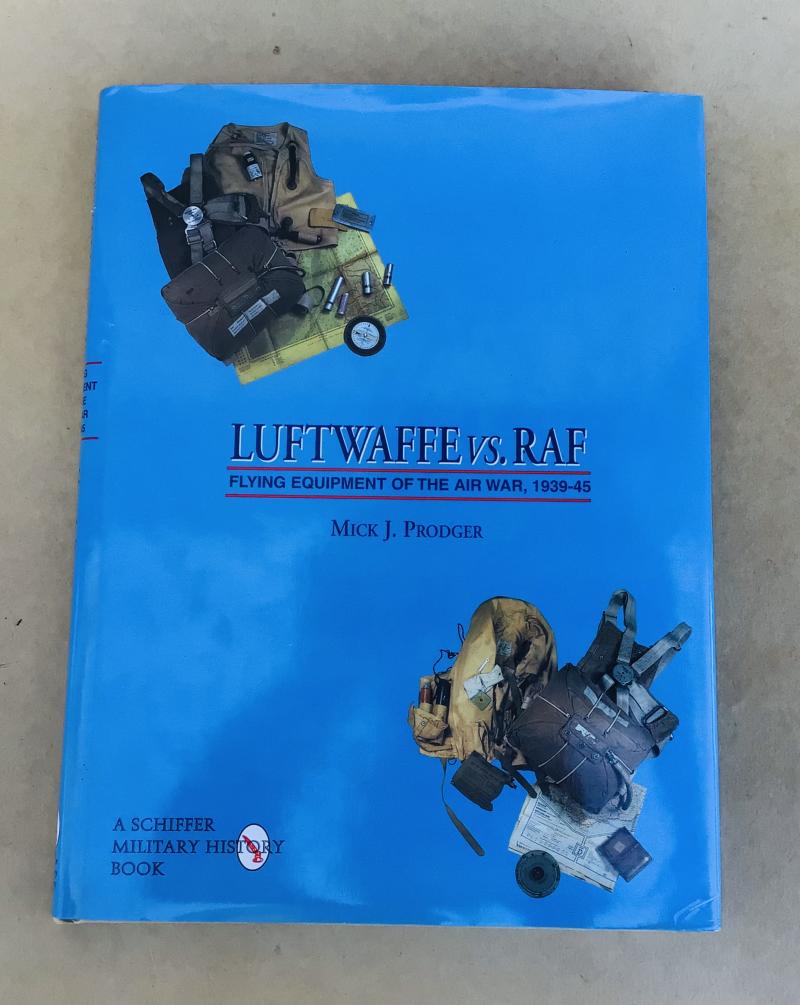 LUFTWAFFE VS. RAF
FLYING EQUIPMENT OF THE AIR WAR, 1939-45
MICK J. PRODGER
A SCHIFFER
MILITARY HISTORY
BOOK